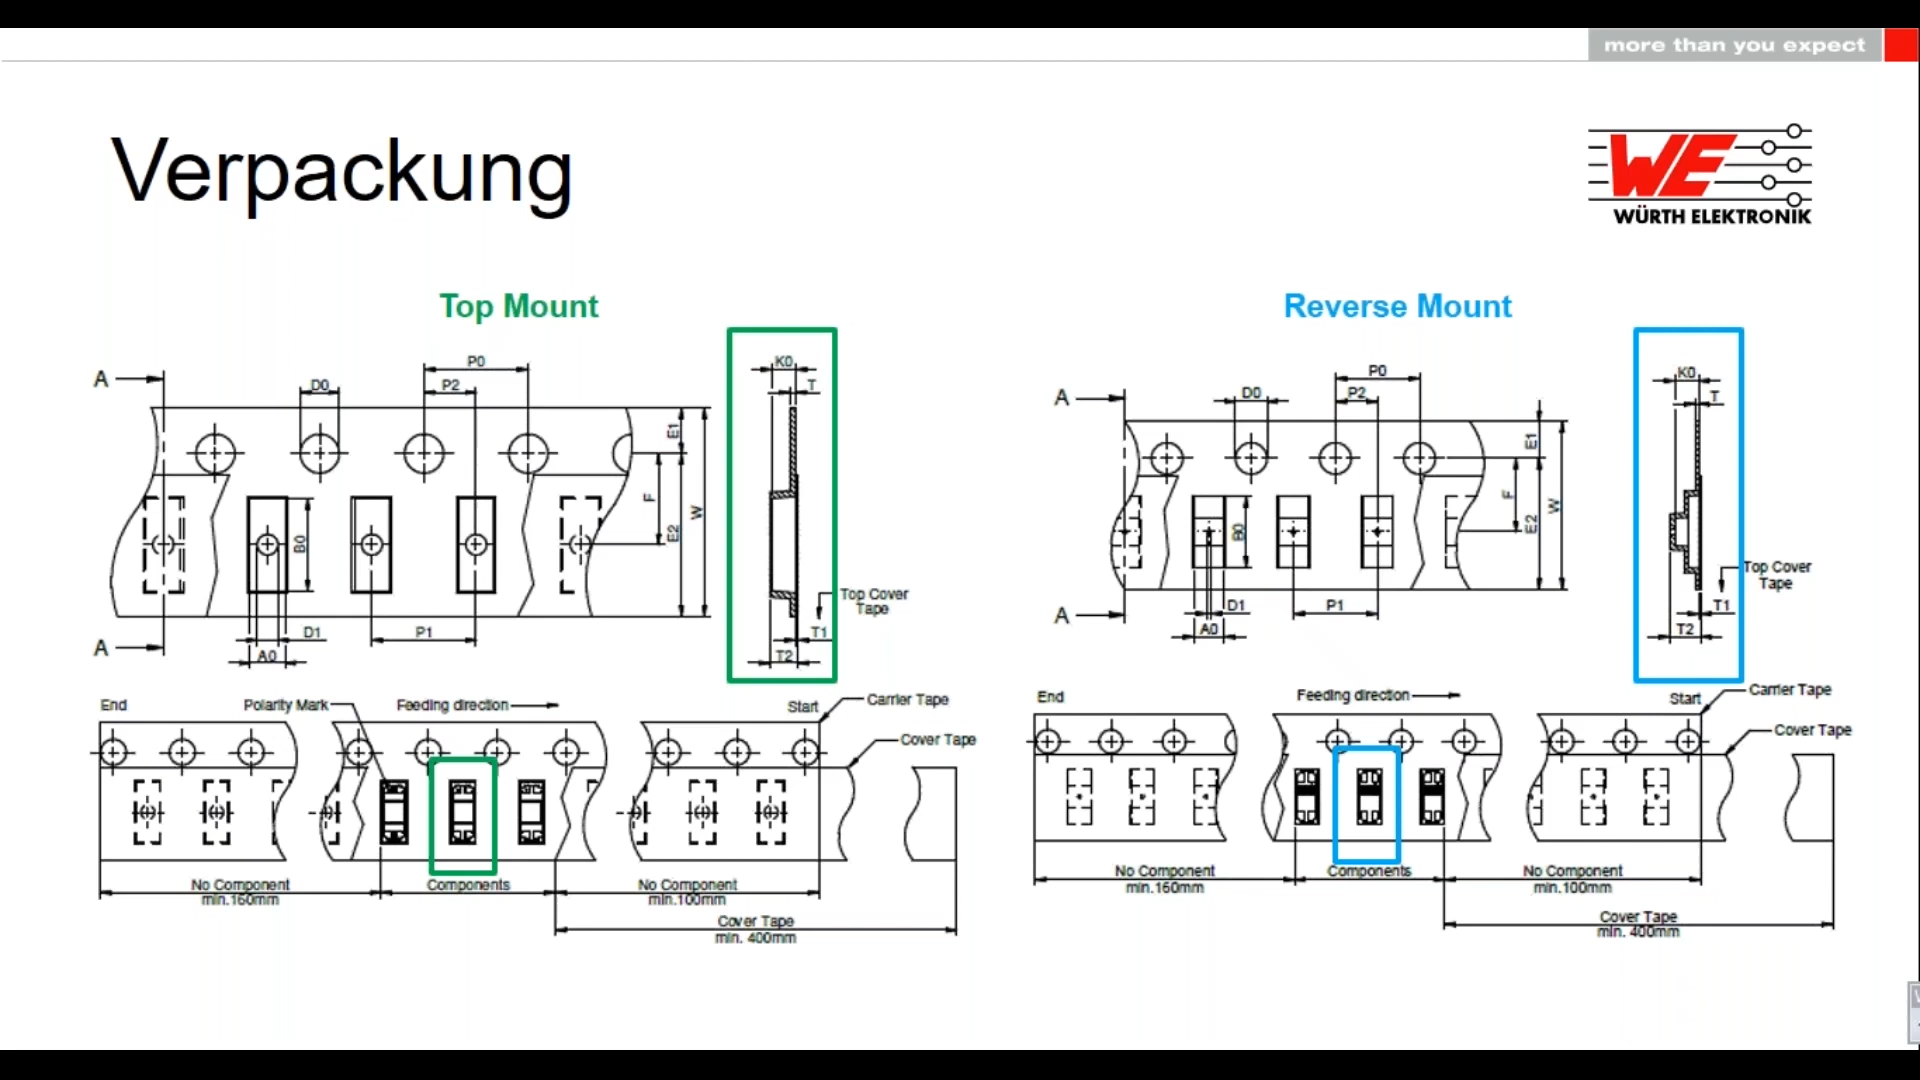 more than you expect
Verpackung
WE
WÜRTH ELEKTRONIK
Top Mount
Reverse Mount
A
D0
P0
P2
E1
F
E2
W
B0
D1
A0
P1
A
K0
T
Top Cover
Tape
T1
T2
A
D0
P0
P2
E1
F
E2
W
B0
D1
A0
P1
A
K0
T
Top Cover
Tape
T1
T2
End
Polarity Mark
Feeding direction
Start
Carrier Tape
Cover Tape
No Component
min.160mm
Components
No Component
min.100mm
Cover Tape
min. 400mm
End
Feeding direction
Start
Carrier Tape
Cover Tape
No Component
min.160mm
Components
No Component
min.100mm
Cover Tape
min. 400mm